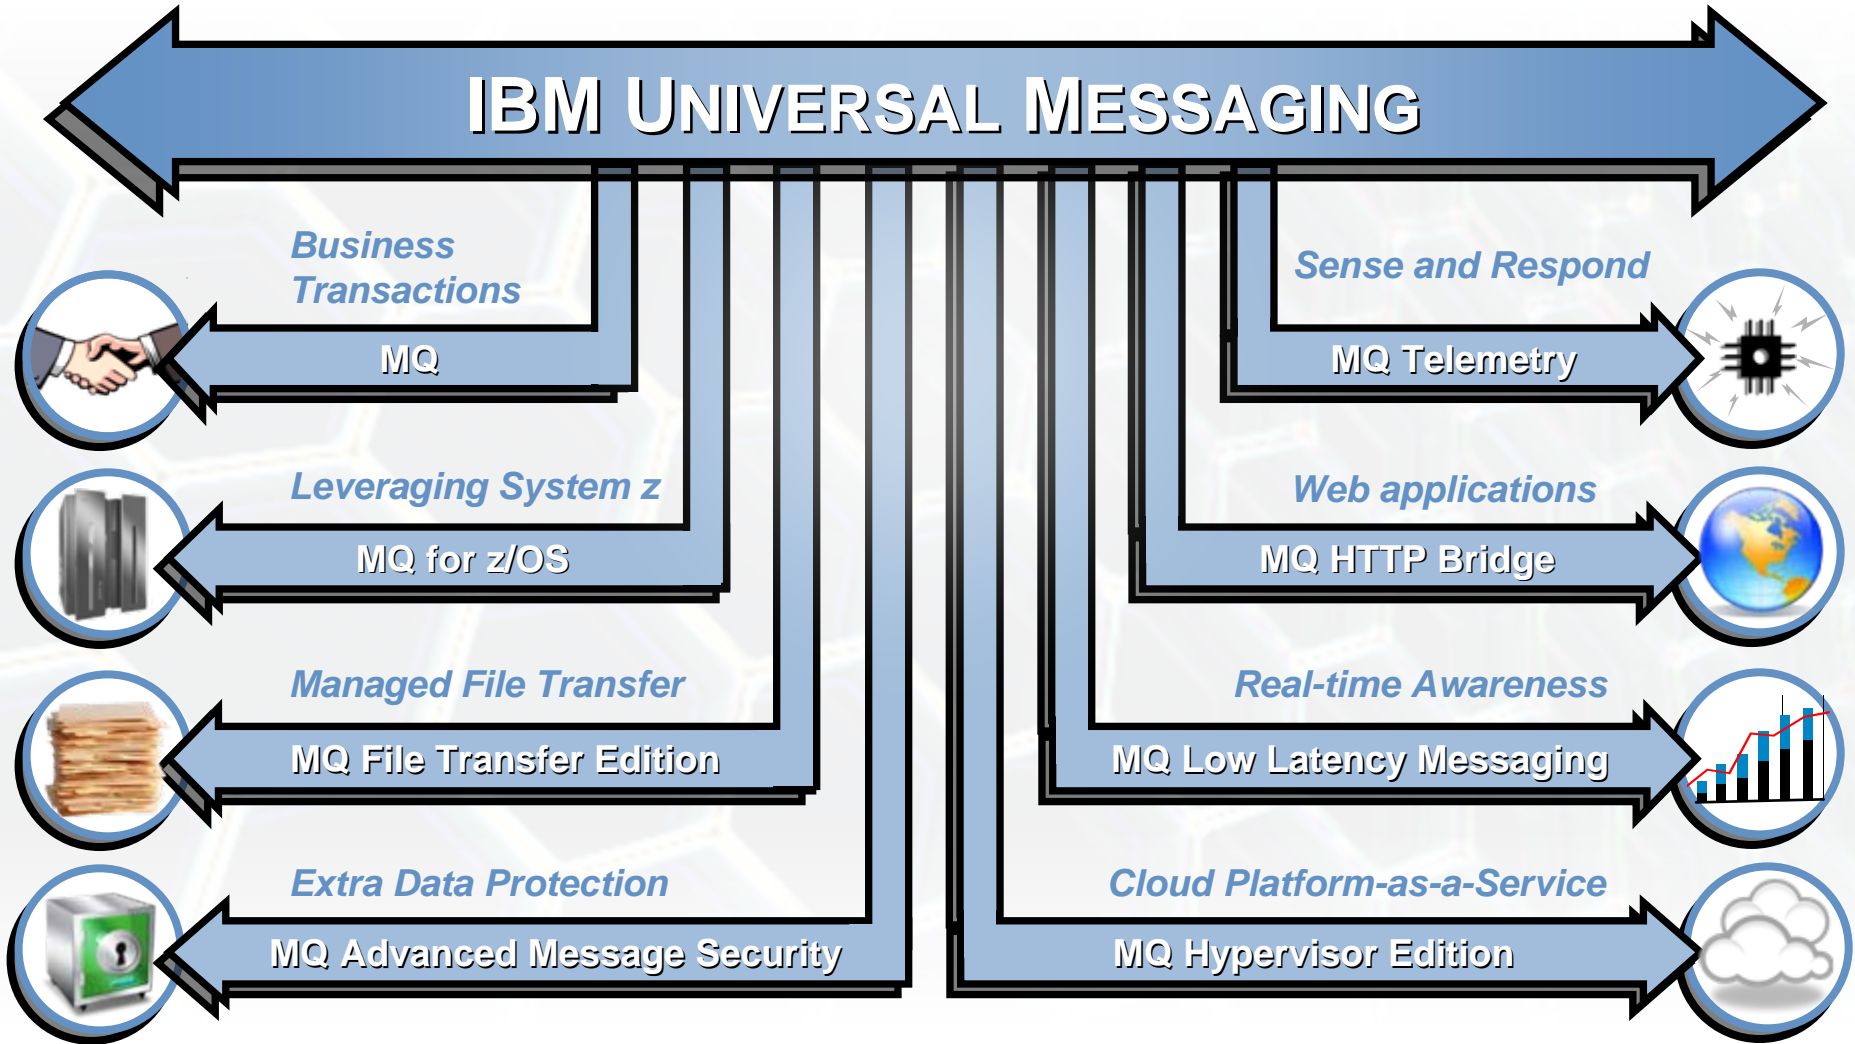 IBM UNIVERSAL MESSAGING
Business
Transactions
MQ
Leveraging System z
MQ for z/OS
Managed File Transfer
MQ File Transfer Edition
Extra Data Protection
MQ Advanced Message Security
Sense and Respond
MQ Telemetry
Web applications
MQ HTTP Bridge
Real-time Awareness
MQ Low Latency Messaging
Cloud Platform-as-a-Service
MQ Hypervisor Edition